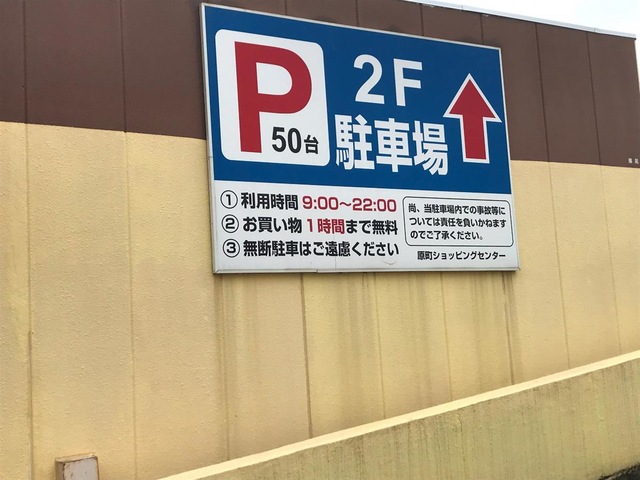 P
50台
2F
駐車場
① 利用時間 9:00〜22:00
② お買い物 1時間まで無料
③ 無断駐車はご遠慮ください
尚、当駐車場内での事故等に
ついては責任を負いかねます
のでご了承ください。
原町ショッピングセンター